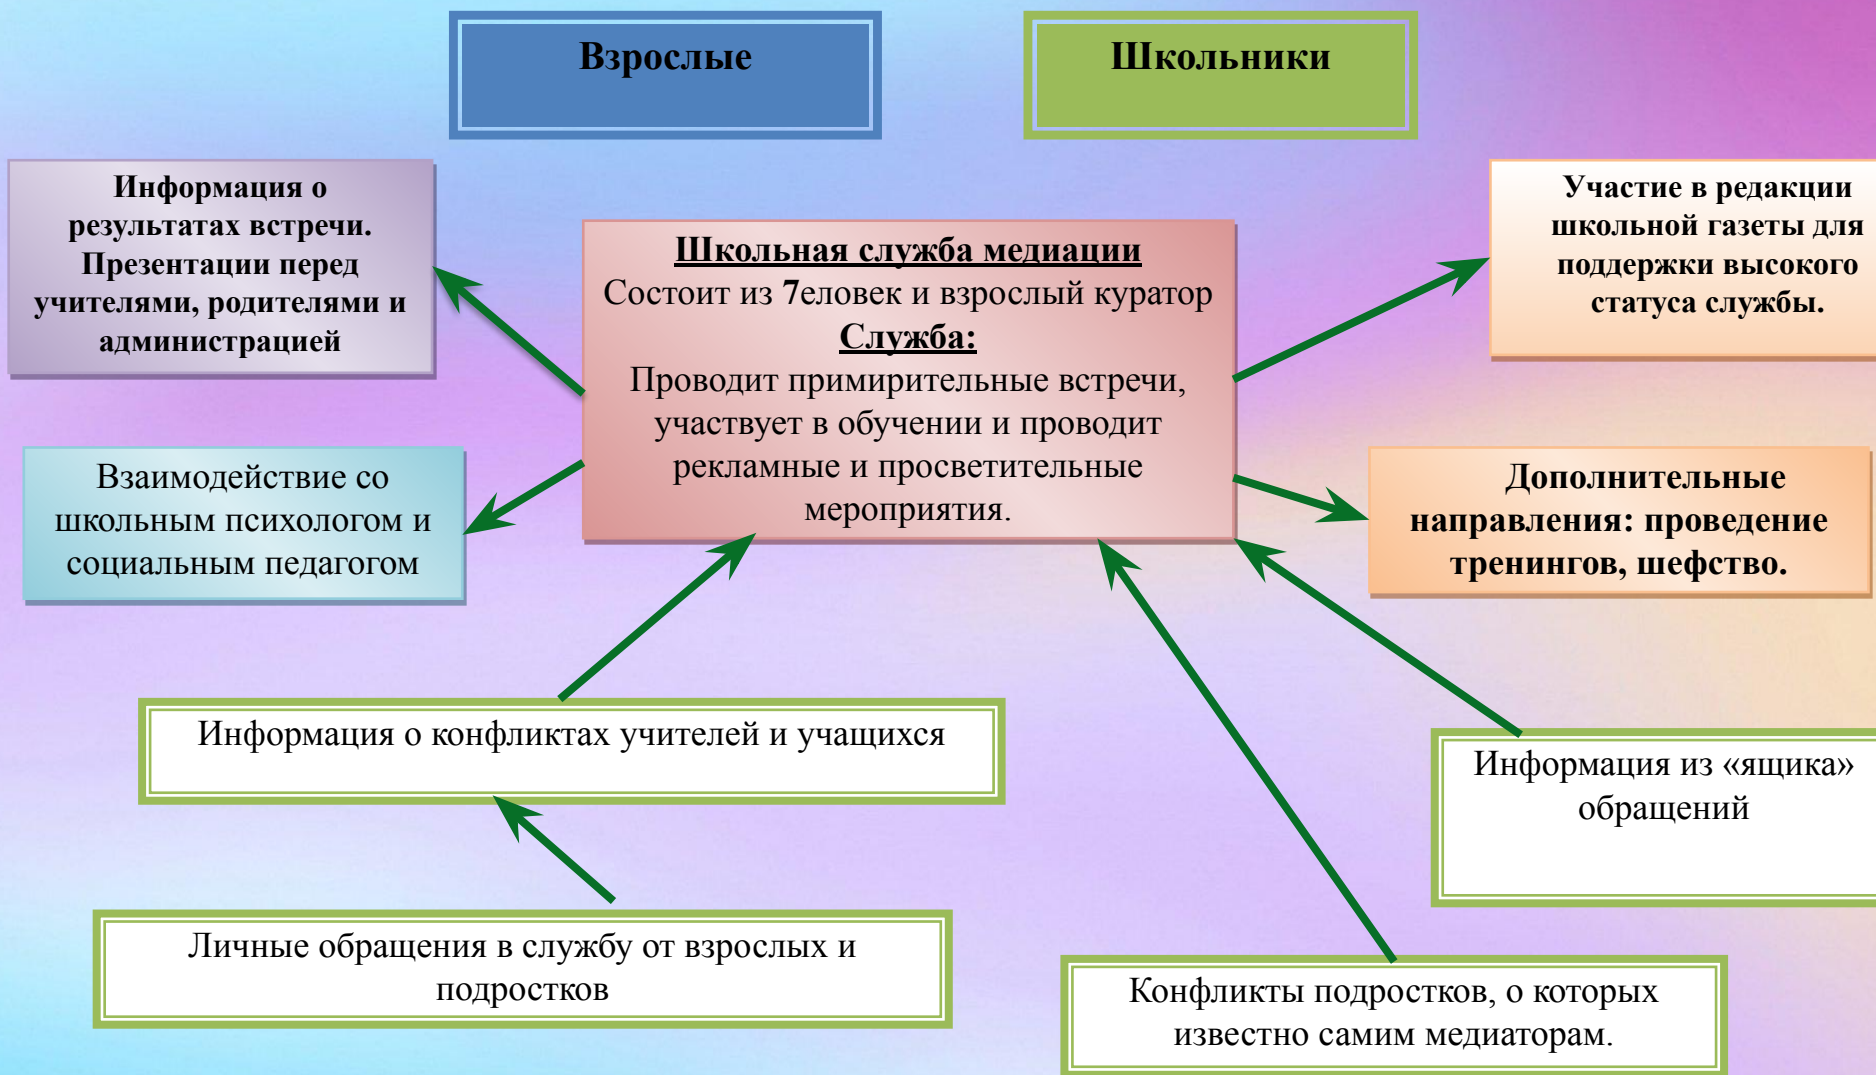 Взрослые
Школьники
Информация о
результатах встречи.
Презентации перед
учителями, родителями и
администрацией
Школьная служба медиации
Состоит из 7еловек и взрослый куратор
Служба:
Проводит примирительные встречи,
участвует в обучении и проводит
рекламные и просветительные
мероприятия.
Участие в редакции
школьной газеты для
поддержки высокого
статуса службы.
Взаимодействие со
школьным психологом и
социальным педагогом
Дополнительные
направления: проведение
тренингов, шефство.
Информация о конфликтах учителей и учащихся
Информация из «ящика»
обращений
Личные обращения в службу от взрослых и
подростков
Конфликты подростков, о которых
известно самим медиаторам.